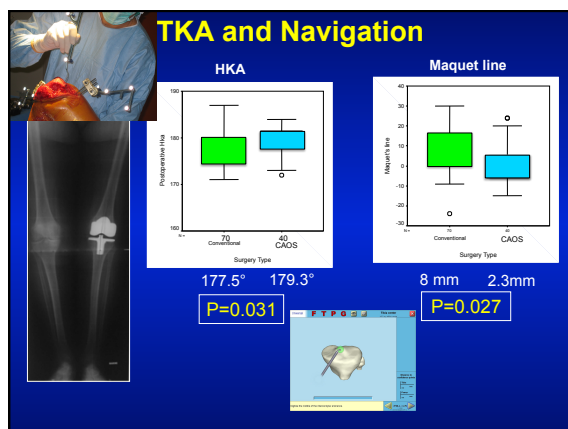 TKA and Navigation
HKA
Maquet line
190
180
170
160
Postoperative Hka
N =
70
40
Conventional
CAOS
Surgery Type
40
30
20
10
0
-10
-20
-30
Maquet's line
N =
70
40
Conventional
CAOS
Surgery Type
177.5° 179.3°
8 mm 2.3mm
P=0.031
P=0.027
F T P G